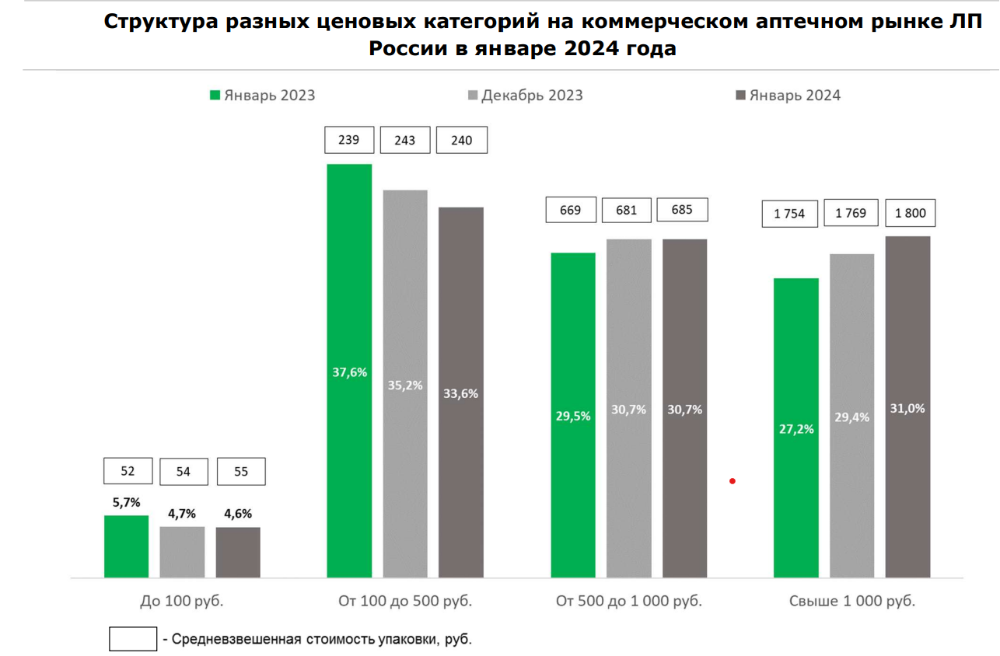 Структура разных ценовых категорий на коммерческом аптечном рынке ЛП
России в январе 2024 года
Январь 2023 Декабрь 2023 Январь 2024
239 243 240
669 681 685
1 754 1 769 1 800
37,6% 35,2% 33,6%
29,5% 30,7% 30,7%
27,2% 29,4% 31,0%
52 54 55
5,7% 4,7% 4,6%
До 100 руб. От 100 до 500 руб. От 500 до 1 000 руб. Свыше 1 000 руб.
- Средневзвешенная стоимость упаковки, руб.